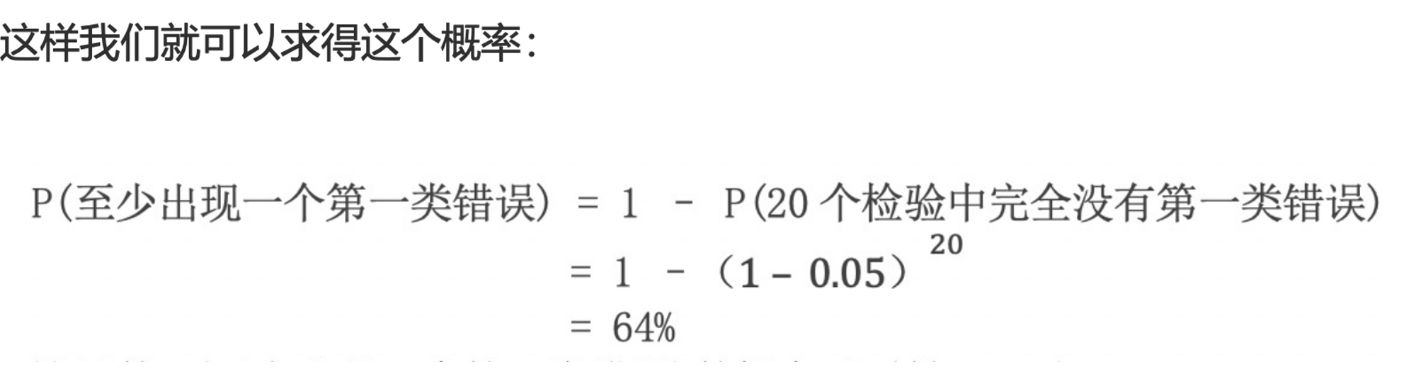 这样我们就可以求得这个概率：
P(至少出现一个第一类错误) = 1 - P(20 个检验中完全没有第一类错误)
= 1 - （1 – 0.05）²⁰
= 64%